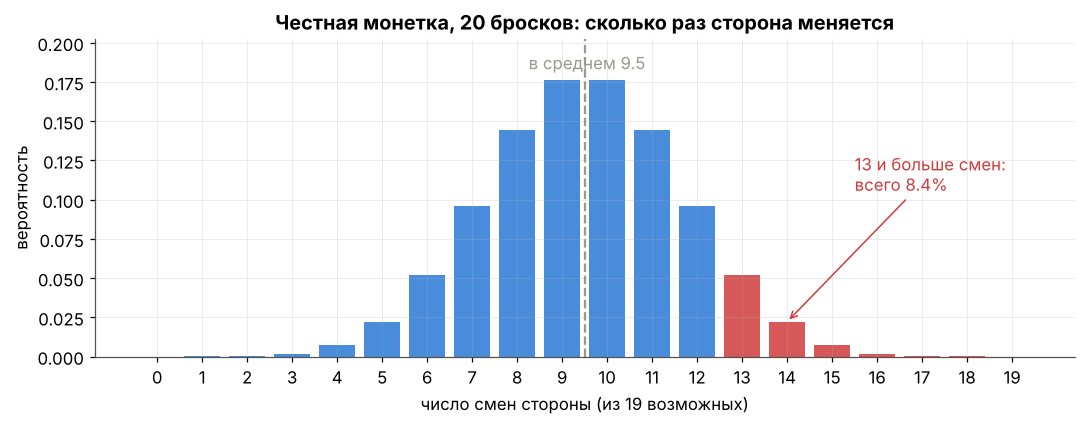 Честная монетка, 20 бросков: сколько раз сторона меняется
вероятность
0.200
0.175
0.150
0.125
0.100
0.075
0.050
0.025
0.000
в среднем 9.5
13 и больше смен:
всего 8.4%
0 1 2 3 4 5 6 7 8 9 10 11 12 13 14 15 16 17 18 19
число смен стороны (из 19 возможных)